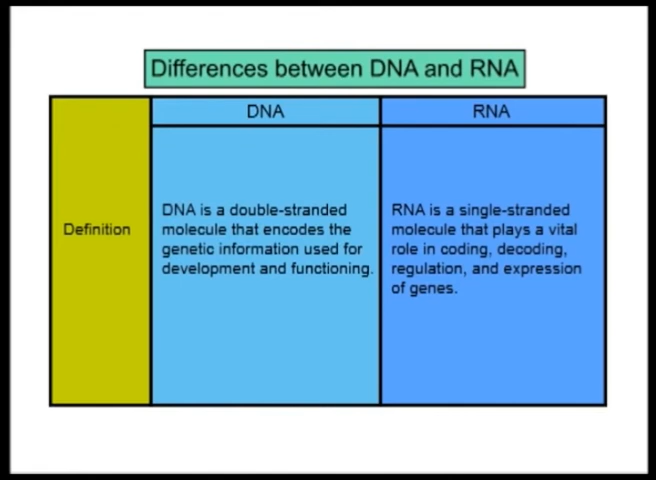 Differences between DNA and RNA
DNA
RNA
Definition
DNA is a double-stranded
molecule that encodes the
genetic information used for
development and functioning.
RNA is a single-stranded
molecule that plays a vital
role in coding, decoding,
regulation, and expression
of genes.